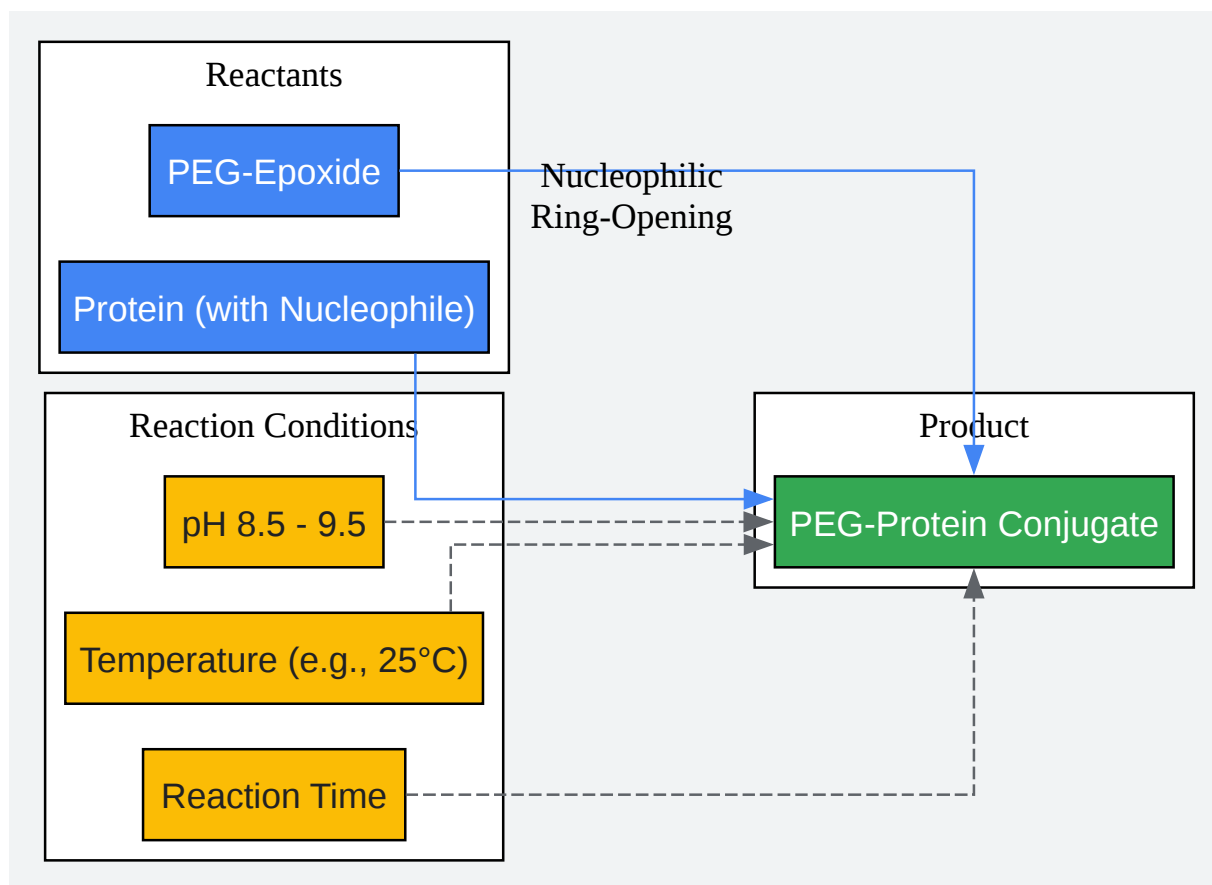 Reactants
PEG-Epoxide
Nucleophilic
Ring-Opening
Protein (with Nucleophile)
Reaction Conditions
Product
pH 8.5 - 9.5
PEG-Protein Conjugate
Temperature (e.g., 25°C)
Reaction Time